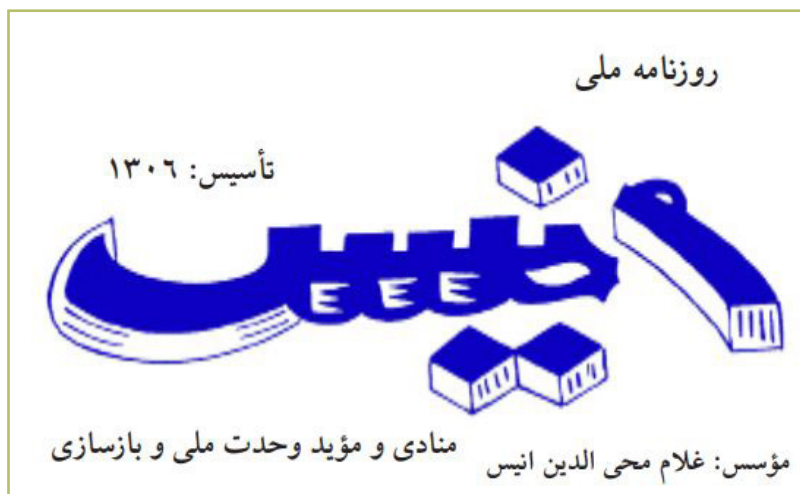 روزنامه ملی
تأسیس: ۱۳۰۶
انیس
منادی و مؤید وحدت ملی و بازسازی
مؤسس: غلام محی الدین انیس